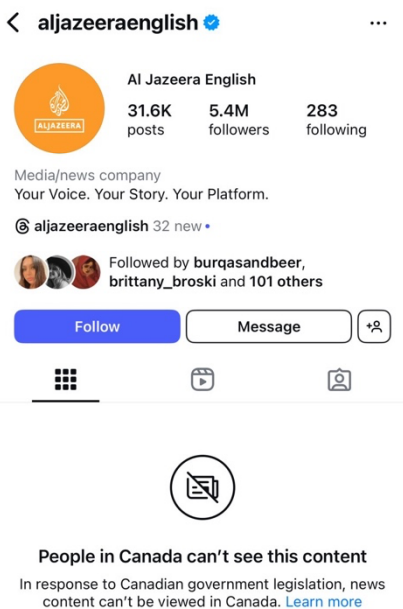 aljazeeraenglish
ALJAZEERA
Al Jazeera English
31.6K 5.4M 283
posts followers following
Media/news company
Your Voice. Your Story. Your Platform.
aljazeeraenglish 32 new
Followed by burqasandbeer,
brittany_broski and 101 others
Follow Message
People in Canada can’t see this content
In response to Canadian government legislation, news
content can’t be viewed in Canada. Learn more